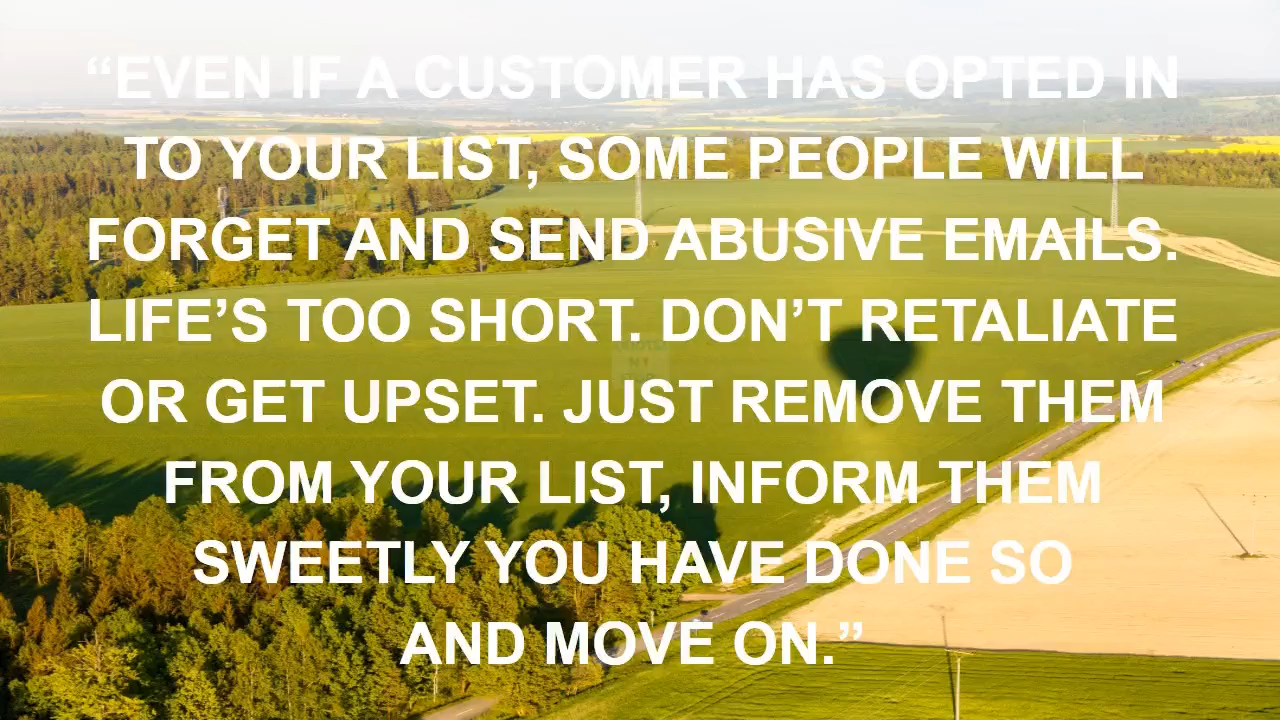 “EVEN IF A CUSTOMER HAS OPTED IN
TO YOUR LIST, SOME PEOPLE WILL
FORGET AND SEND ABUSIVE EMAILS.
LIFE’S TOO SHORT. DON’T RETALIATE
OR GET UPSET. JUST REMOVE THEM
FROM YOUR LIST, INFORM THEM
SWEETLY YOU HAVE DONE SO
AND MOVE ON.”